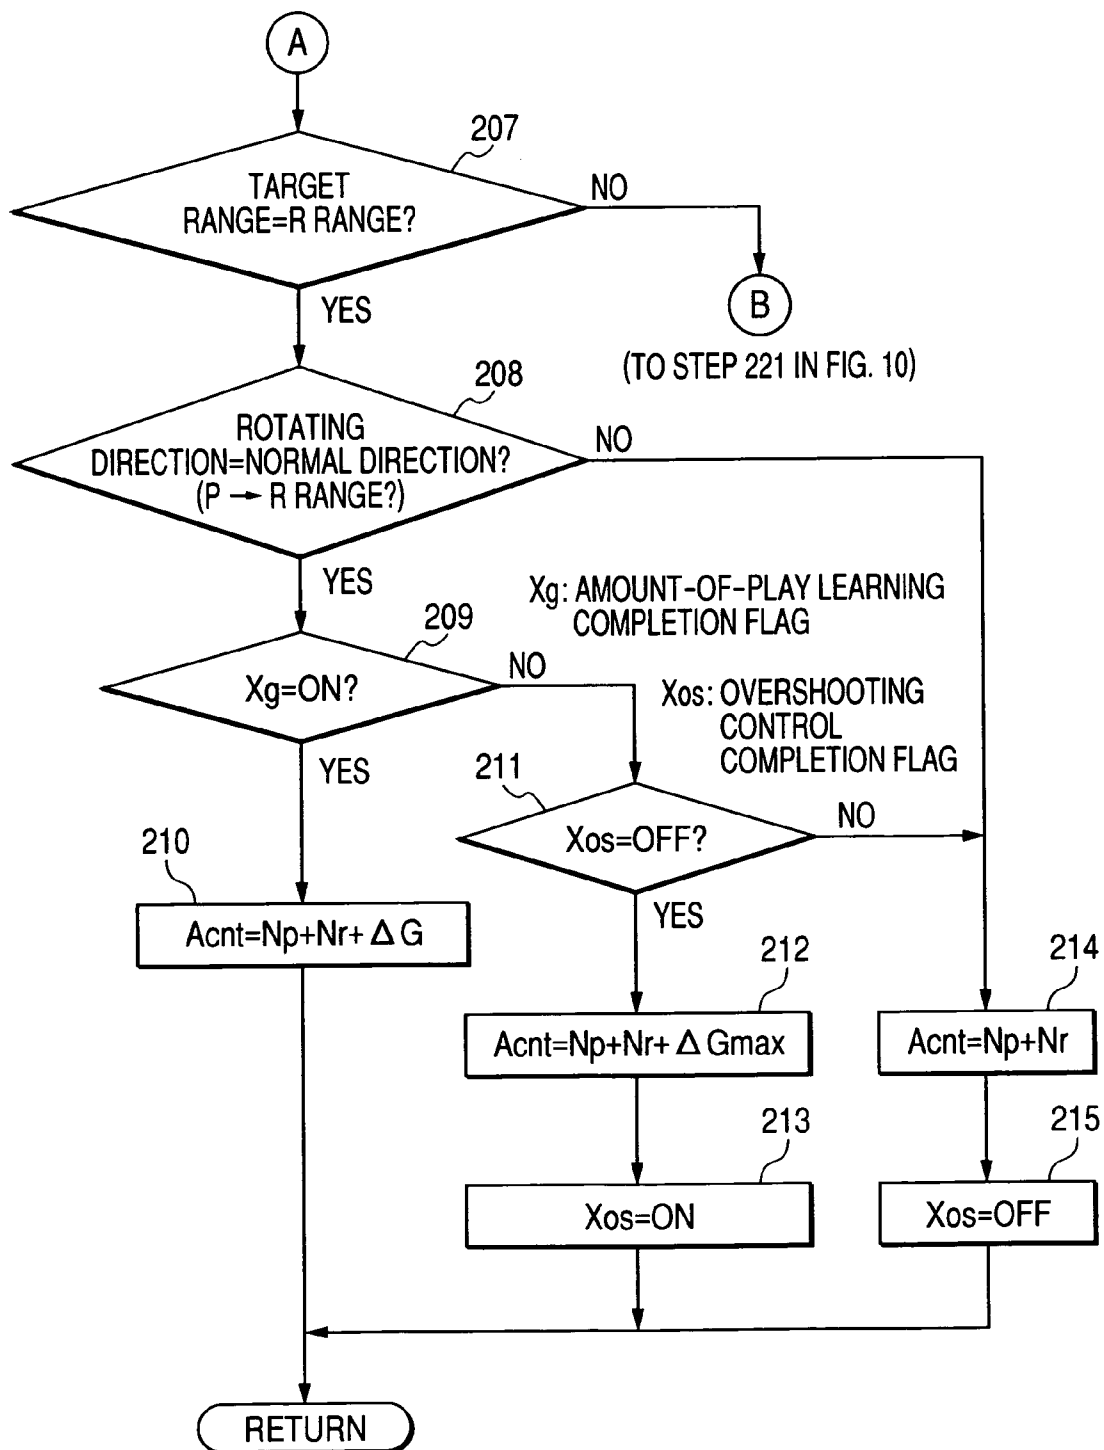 A
207
TARGET
RANGE=R RANGE?
NO
YES
B
(TO STEP 221 IN FIG. 10)
208
ROTATING
DIRECTION=NORMAL DIRECTION?
(P → R RANGE?)
NO
YES
Xg: AMOUNT-OF-PLAY LEARNING
COMPLETION FLAG
209
Xg=ON?
NO
YES
Xos: OVERSHOOTING
CONTROL
COMPLETION FLAG
211
Xos=OFF?
NO
YES
210
Acnt=Np+Nr+ΔG
212
Acnt=Np+Nr+ΔGmax
214
Acnt=Np+Nr
213
Xos=ON
215
Xos=OFF
RETURN